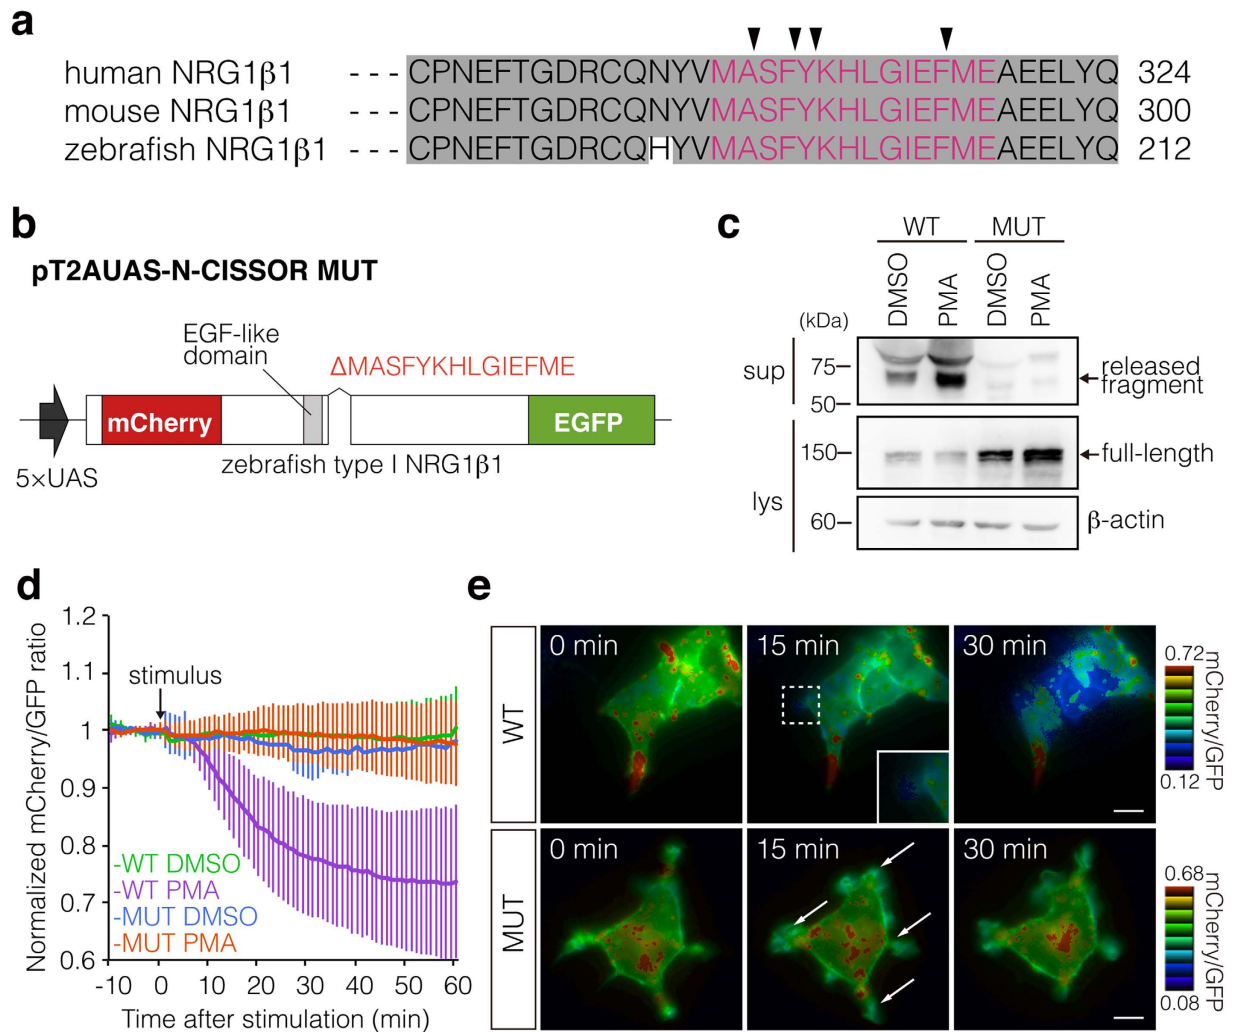 a
human NRG1β1 - - - CPNEFTGDRCQNYVMASFYKHLGIEFMEAEELYQ 324
mouse NRG1β1 - - - CPNEFTGDRCQNYVMASFYKHLGIEFMEAEELYQ 300
zebrafish NRG1β1 - - - CPNEFTGDRCQHYVMASFYKHLGIEFMEAEELYQ 212
b
pT2AUAS-N-CISSOR MUT
EGF-like
domain
ΔMASFYKHLGIEFME
mCherry
EGFP
5×UAS
zebrafish type I NRG1β1
c
WT MUT
DMSO PMA DMSO PMA
(kDa)
sup
75
50
released
fragment
lys
150
full-length
60
β-actin
d
Normalized mCherry/GFP ratio
1.2
1.1
1
0.9
0.8
0.7
0.6
stimulus
-WT DMSO
-WT PMA
-MUT DMSO
-MUT PMA
-10 0 10 20 30 40 50 60
Time after stimulation (min)
e
WT
0 min 15 min 30 min
0.72
mCherry/GFP
0.12
MUT
0 min 15 min 30 min
0.68
mCherry/GFP
0.08